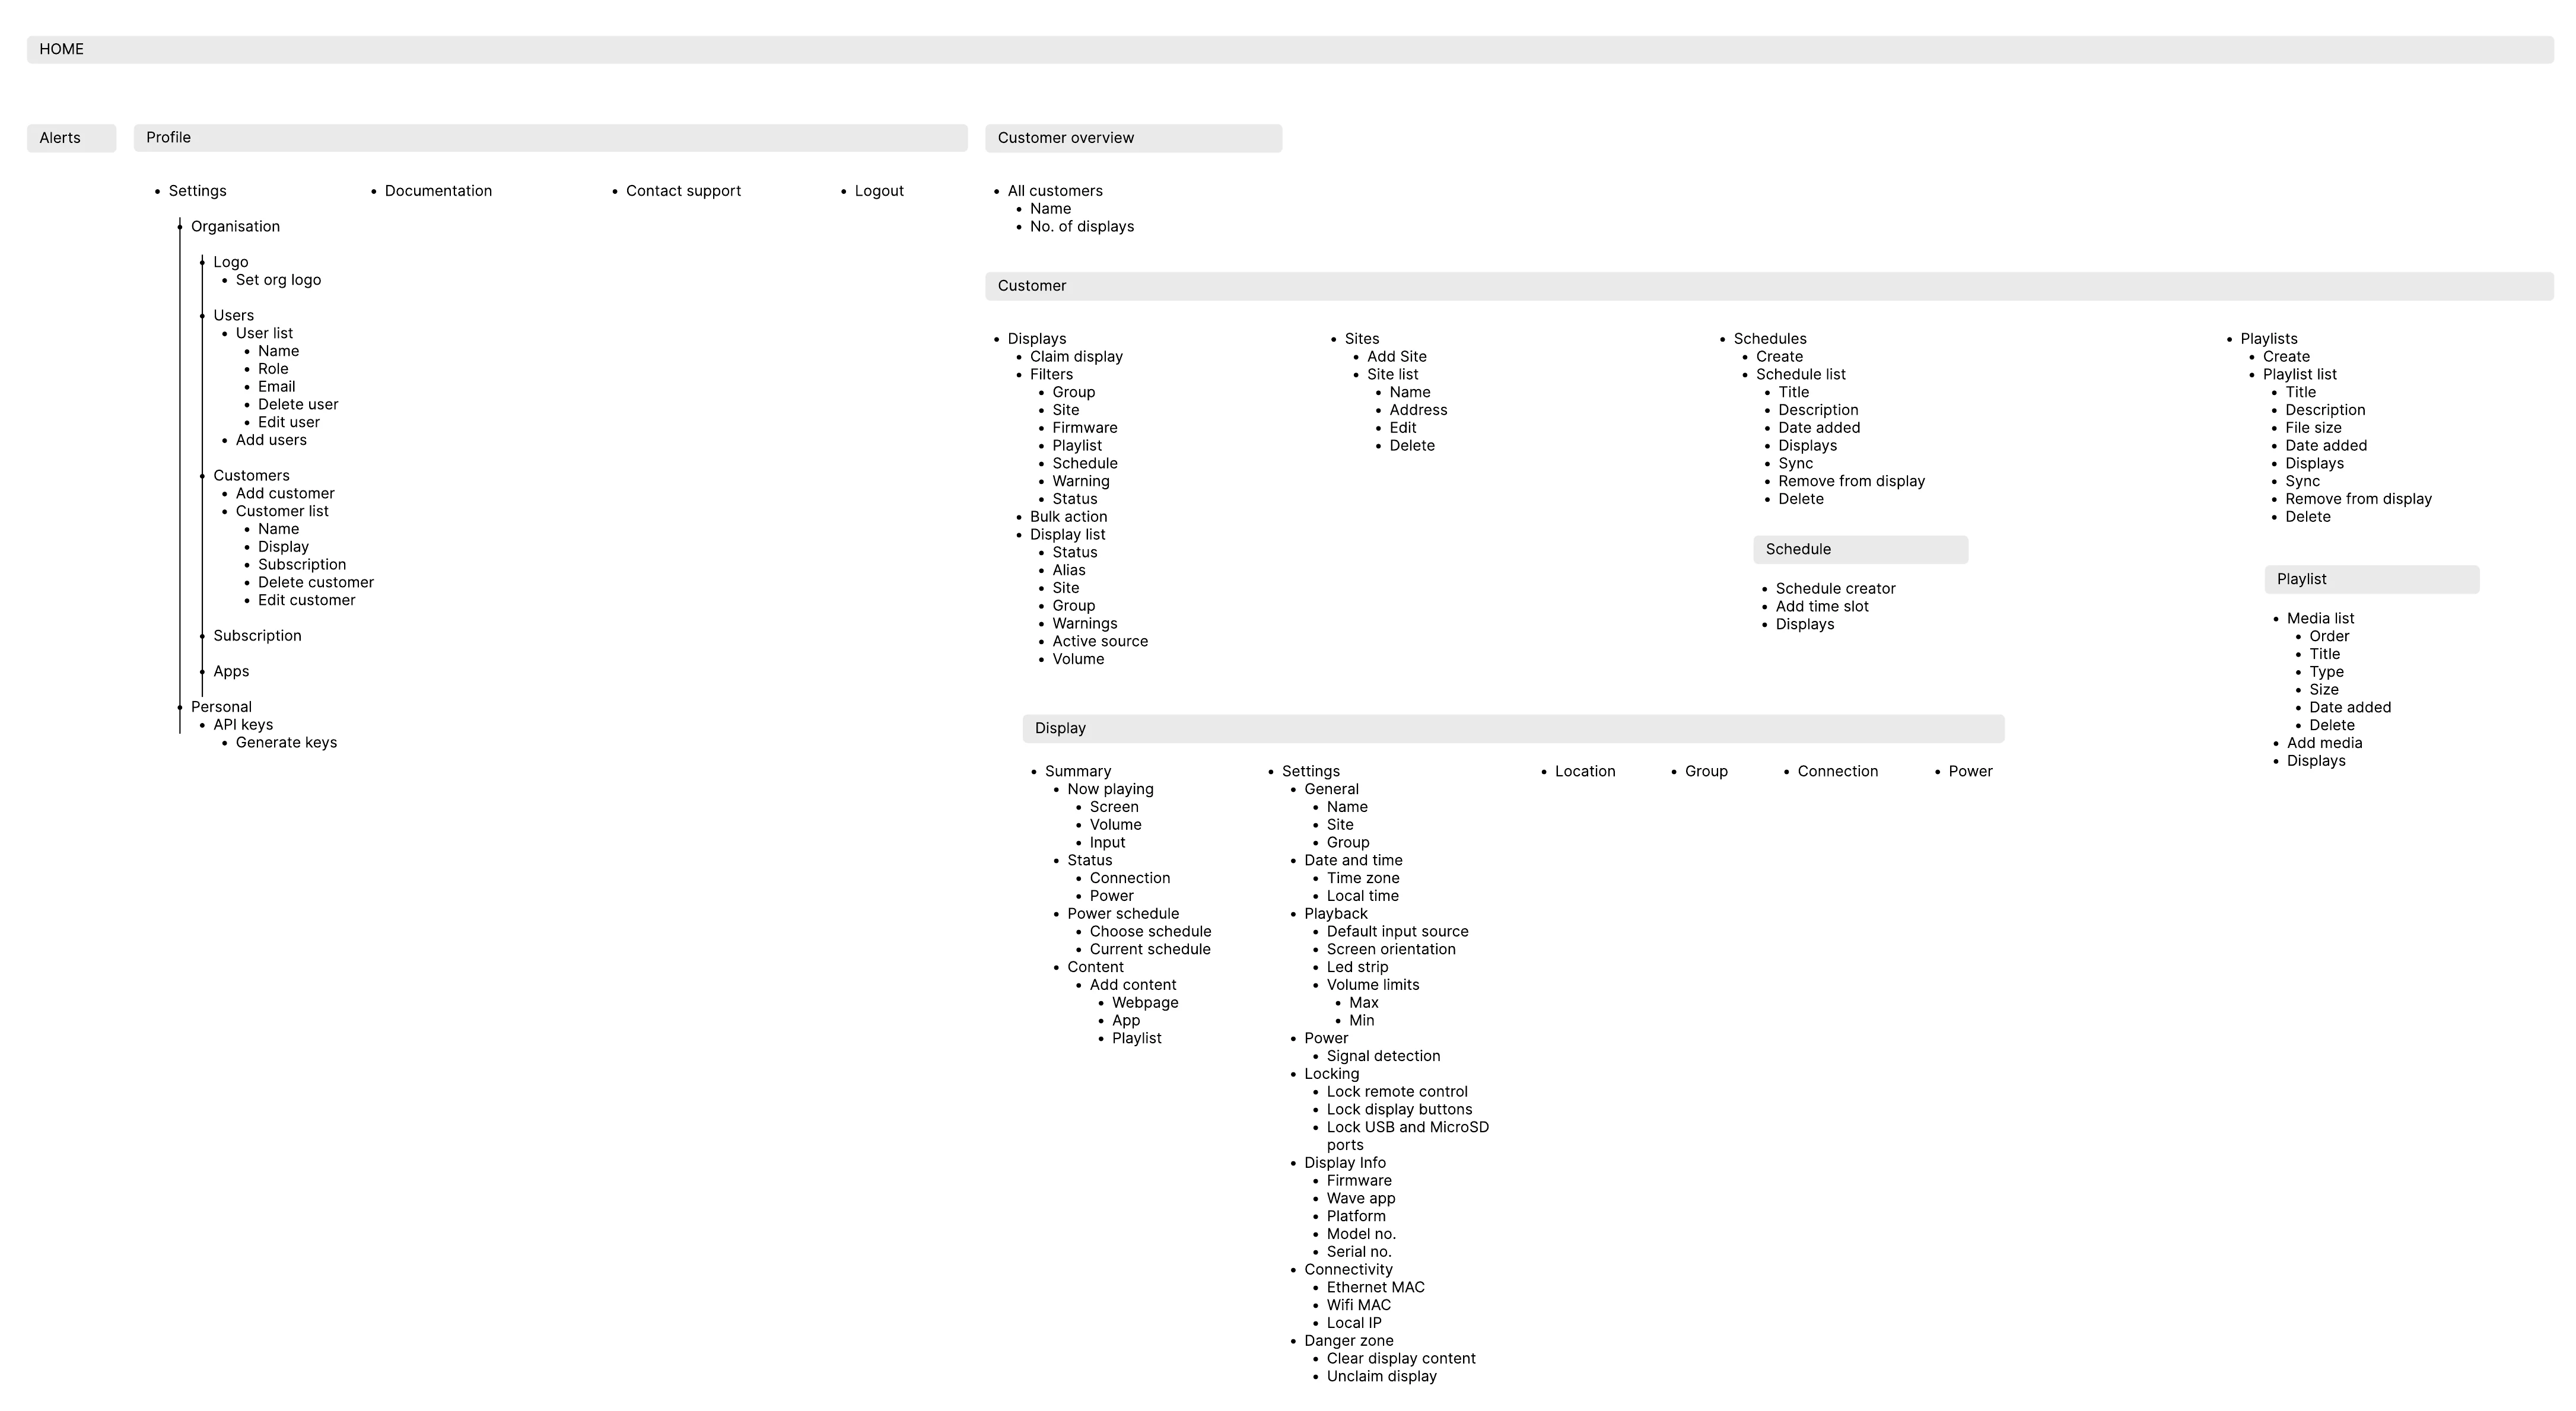 HOME
Alerts
Profile
Settings
Documentation
Contact support
Logout
Organisation
Logo
Set org logo
Users
User list
Name
Role
Email
Delete user
Edit user
Add users
Customers
Add customer
Customer list
Name
Display
Subscription
Delete customer
Edit customer
Subscription
Apps
Personal
API keys
Generate keys
Customer overview
All customers
Name
No. of displays
Customer
Displays
Claim display
Filters
Group
Site
Firmware
Playlist
Schedule
Warning
Status
Bulk action
Display list
Status
Alias
Site
Group
Warnings
Active source
Volume
Sites
Add Site
Site list
Name
Address
Edit
Delete
Schedules
Create
Schedule list
Title
Description
Date added
Displays
Sync
Remove from display
Delete
Schedule
Schedule creator
Add time slot
Displays
Playlists
Create
Playlist list
Title
Description
File size
Date added
Displays
Sync
Remove from display
Delete
Playlist
Media list
Order
Title
Type
Size
Date added
Delete
Add media
Displays
Display
Summary
Now playing
Screen
Volume
Input
Status
Connection
Power
Power schedule
Choose schedule
Current schedule
Content
Add content
Webpage
App
Playlist
Settings
General
Name
Site
Group
Date and time
Time zone
Local time
Playback
Default input source
Screen orientation
Led strip
Volume limits
Max
Min
Power
Signal detection
Locking
Lock remote control
Lock display buttons
Lock USB and MicroSD
ports
Display Info
Firmware
Wave app
Platform
Model no.
Serial no.
Connectivity
Ethernet MAC
Wifi MAC
Local IP
Danger zone
Clear display content
Unclaim display
Location
Group
Connection
Power